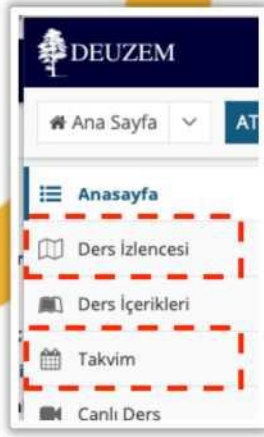 DEUZEM
Ana Sayfa
AT
Anasayfa
Ders İzlencesi
Ders İçerikleri
Takvim
Canlı Ders